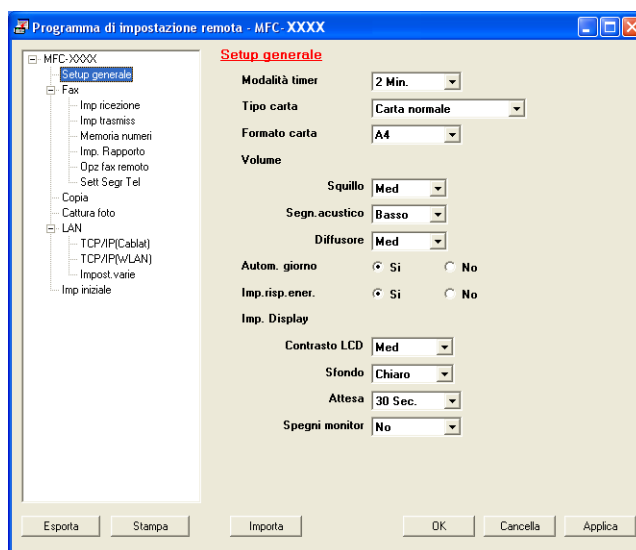 Programma di impostazione remota - MFC-XXXX
MFC-XXXX
Setup generale
Fax
Imp ricezione
Imp trasmiss
Memoria numeri
Imp. Rapporto
Opz fax remoto
Sett Segr Tel
Copia
Cattura foto
LAN
TCP/IP(Cablat)
TCP/IP(WLAN)
Impost.varie
Imp iniziale
Setup generale
Modalità timer 2 Min.
Tipo carta Carta normale
Formato carta A4
Volume
Squillo Med
Segn.acustico Basso
Diffusore Med
Autom. giorno Si No
Imp.risp.ener. Si No
Imp. Display
Contrasto LCD Med
Sfondo Chiaro
Attesa 30 Sec.
Spegni monitor No
Esporta Stampa Importa OK Cancella Applica